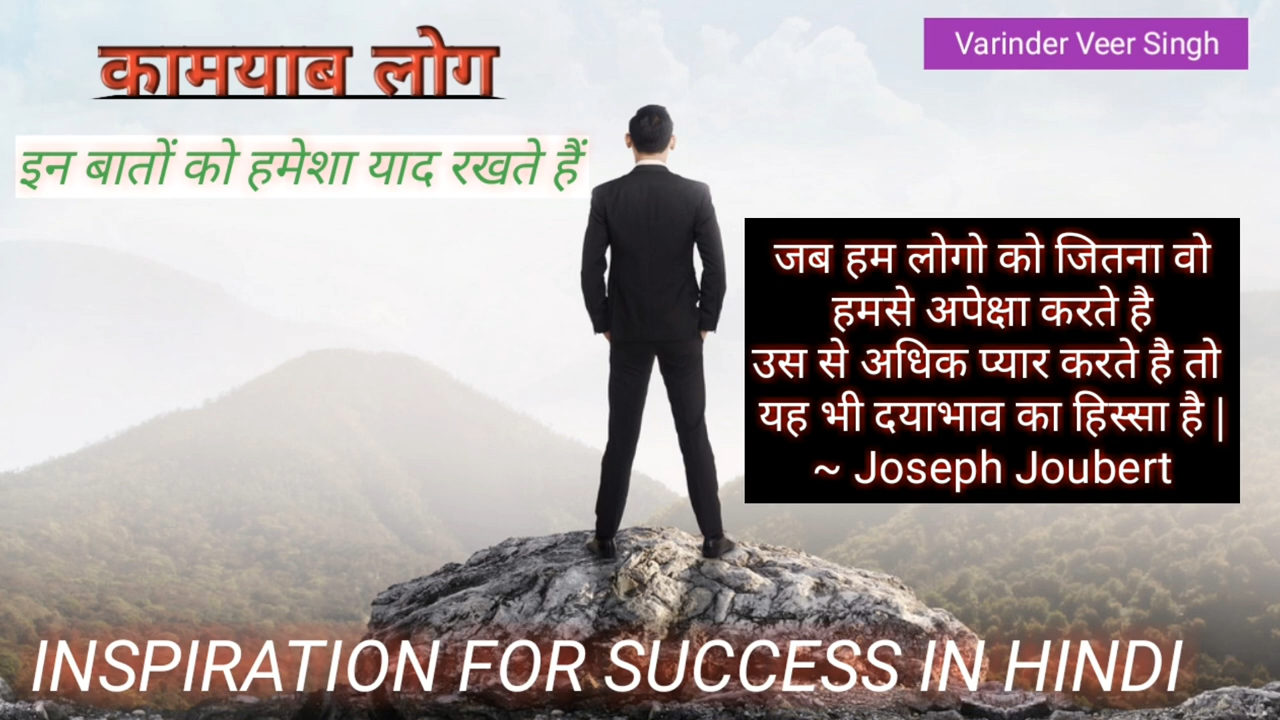 कामयाब लोग
Varinder Veer Singh
इन बातों को हमेशा याद रखते हैं
जब हम लोगो को जितना वो
हमसे अपेक्षा करते है
उस से अधिक प्यार करते है तो
यह भी दयाभाव का हिस्सा है |
~ Joseph Joubert
INSPIRATION FOR SUCCESS IN HINDI